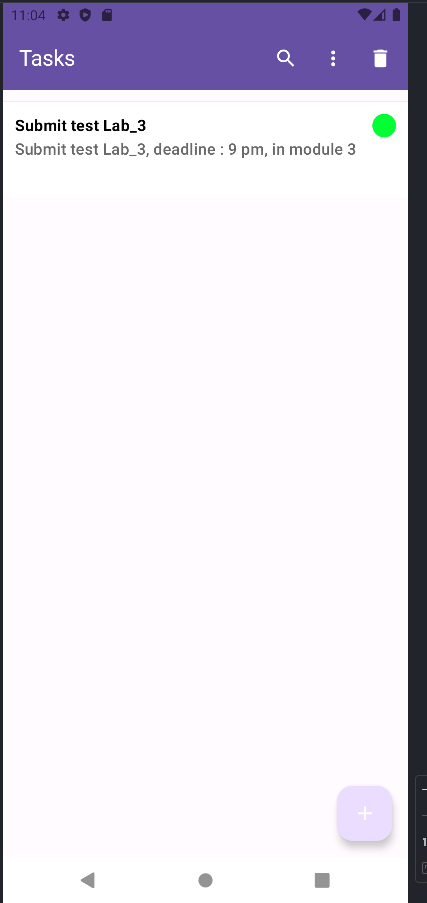 11:04
Tasks
Submit test Lab_3
Submit test Lab_3, deadline : 9 pm, in module 3